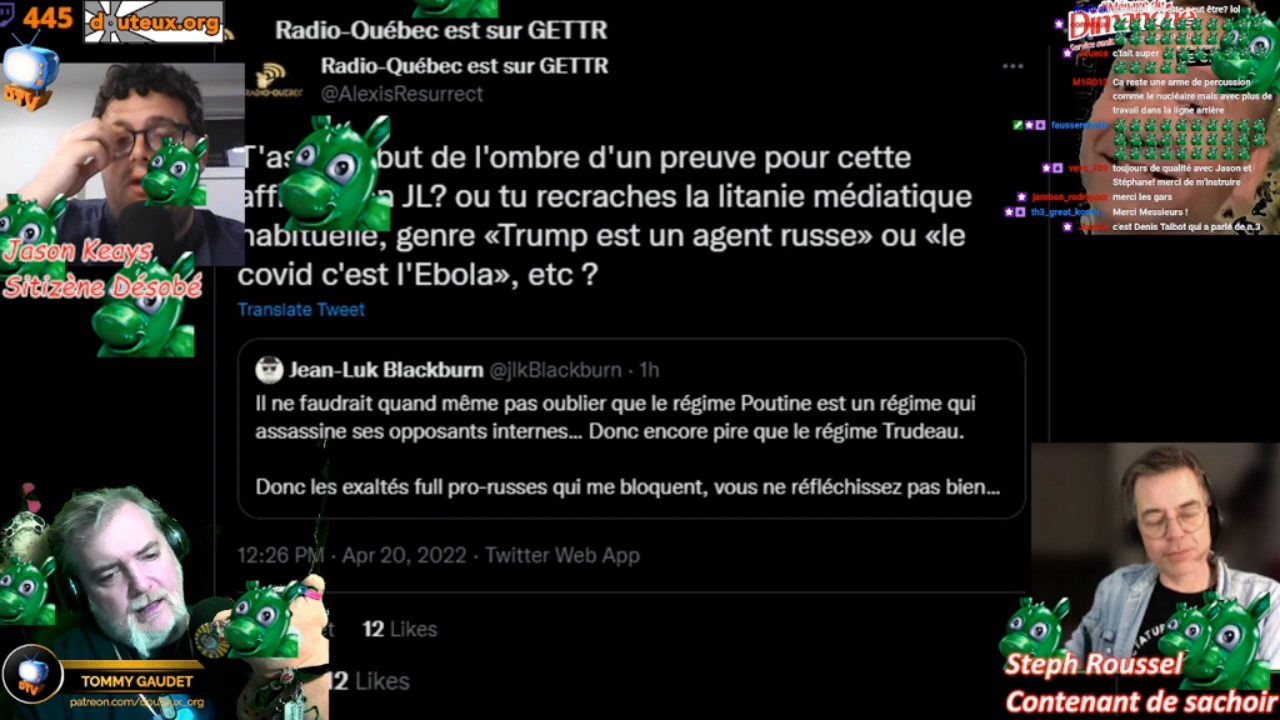 445
douteux.org
Radio-Québec est sur GETTR
Radio-Québec est sur GETTR
@AlexisResurrect
T'as but de l'ombre d'un preuve pour cette
JL? ou tu recraches la litanie médiatique
habituelle, genre «Trump est un agent russe» ou «le
covid c'est l'Ebola», etc ?
Translate Tweet
Jean-Luk Blackburn @jlkBlackburn · 1h
Il ne faudrait quand même pas oublier que le régime Poutine est un régime qui
assassine ses opposants internes... Donc encore pire que le régime Trudeau.
Donc les exaltés full pro-russes qui me bloquent, vous ne réfléchissez pas bien...
12:26 PM · Apr 20, 2022 · Twitter Web App
12 Likes
12 Likes
DTV
Jason Keays
Sitizène Désobé
DTV
TOMMY GAUDET
patreon.com/douteux_org
Dimanche
peut être? lol
c'tait super
Ca reste une arme de percussion
comme le nucléaire mais avec plus de
travail dans la ligne arrière
toujours de qualité avec Jason et
Stéphane! merci de m'instruire
merci les gars
Merci Messieurs !
c'est Denis Talbot qui a parlé de n.3
Steph Roussel
Contenant de sachoir